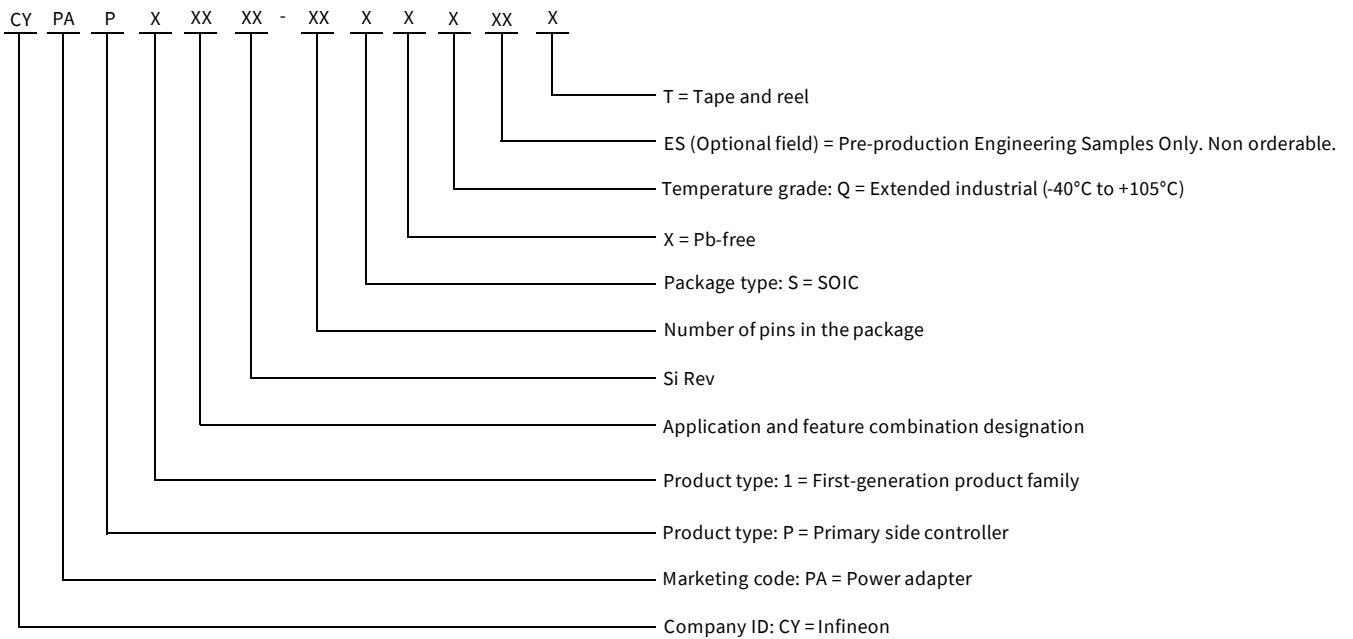 CY PA P X XX XX - XX X X X XX X
T = Tape and reel
ES (Optional field) = Pre-production Engineering Samples Only. Non orderable.
Temperature grade: Q = Extended industrial (-40°C to +105°C)
X = Pb-free
Package type: S = SOIC
Number of pins in the package
Si Rev
Application and feature combination designation
Product type: 1 = First-generation product family
Product type: P = Primary side controller
Marketing code: PA = Power adapter
Company ID: CY = Infineon